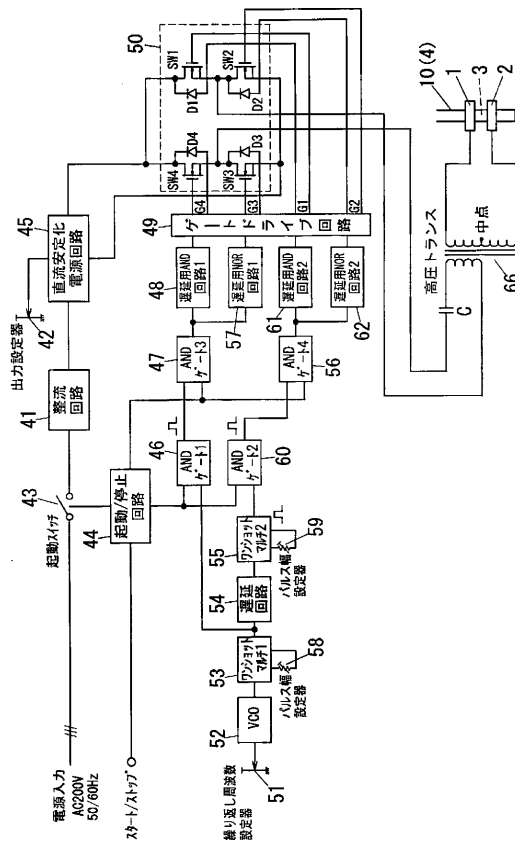 電源入力
AC200V
50/60Hz
起動スイッチ
43
41
整流
回路
出力設定器
42
45
直流安定化
電源回路
スタート/ストップ
44
起動/停止
回路
46
AND
ゲート1
47
AND
ゲート3
48
遅延用AND
回路1
49
ゲートドライブ回路
G4
G3
G1
G2
50
SW4
D4
SW1
D1
SW3
D3
SW2
D2
57
遅延用NOR
回路1
61
遅延用AND
回路2
62
遅延用NOR
回路2
56
AND
ゲート4
60
AND
ゲート2
繰り返し周波数
設定器
51
52
VCO
53
ワンショット
マルチ1
58
パルス幅
設定器
54
遅延
回路
55
ワンショット
マルチ2
59
パルス幅
設定器
高圧トランス
C
中点
66
10(4)
1
3
2